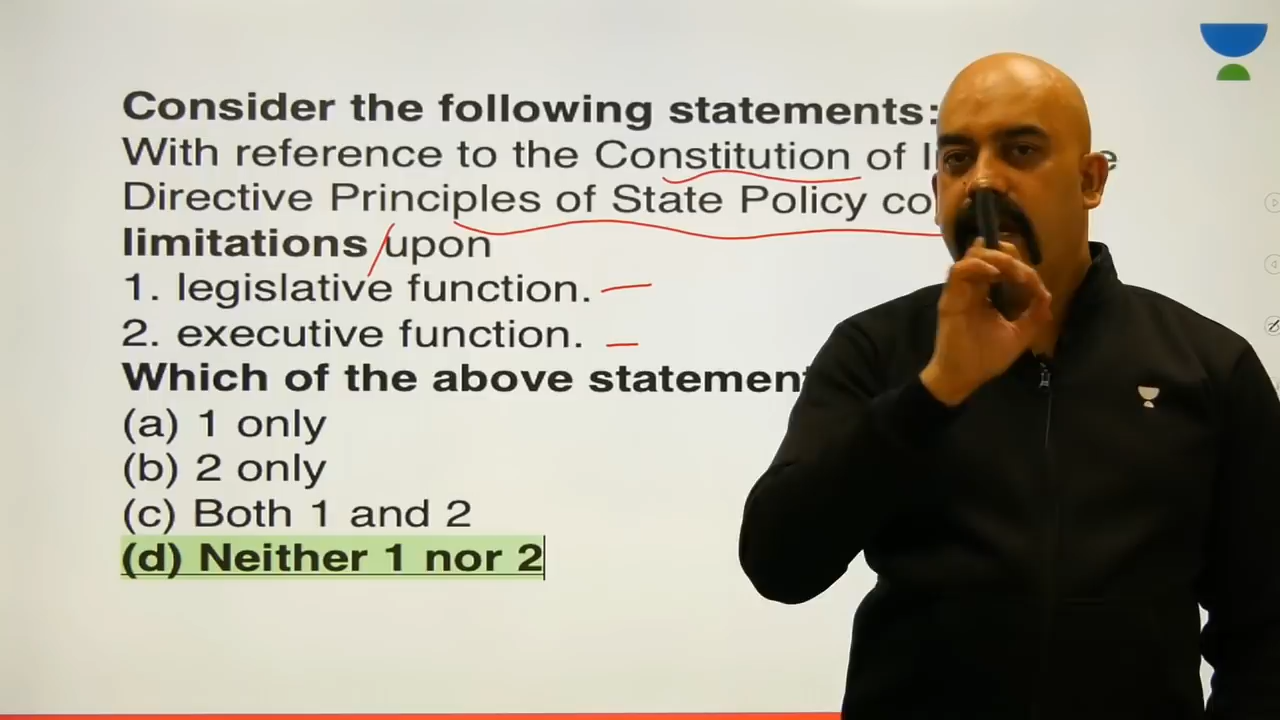 Consider the following statements:
With reference to the Constitution of
Directive Principles of State Policy
limitations upon
1. legislative function.
2. executive function.
Which of the above
(a) 1 only
(b) 2 only
(c) Both 1 and 2
(d) Neither 1 nor 2